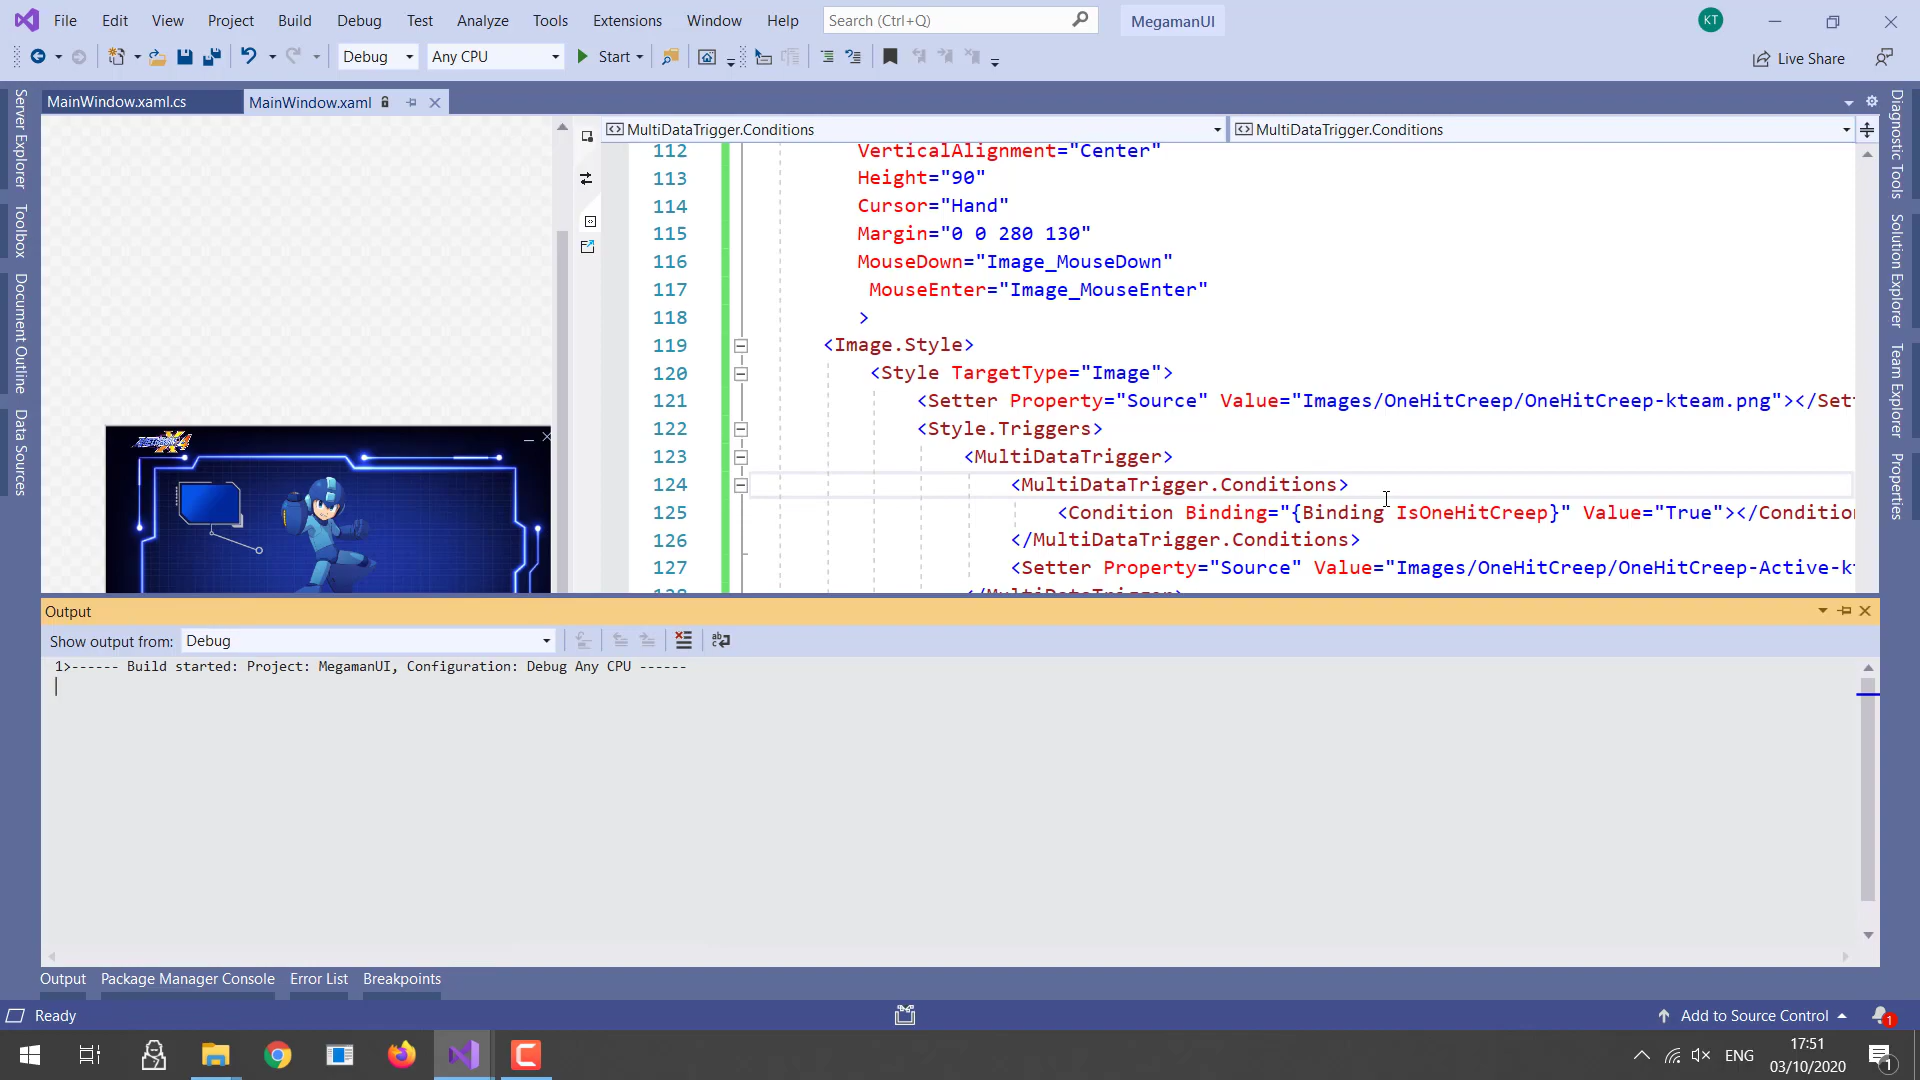 File Edit View Project Build Debug Test Analyze Tools Extensions Window Help Search (Ctrl+Q) MegamanUI KT
Debug Any CPU Start Live Share
MainWindow.xaml.cs MainWindow.xaml
MultiDataTrigger.Conditions MultiDataTrigger.Conditions
Server Explorer
Toolbox
Document Outline
Data Sources
112 VerticalAlignment="Center"
113 Height="90"
114 Cursor="Hand"
115 Margin="0 0 280 130"
116 MouseDown="Image_MouseDown"
117 MouseEnter="Image_MouseEnter"
118 >
119 <Image.Style>
120 <Style TargetType="Image">
121 <Setter Property="Source" Value="Images/OneHitCreep/OneHitCreep-kteam.png"></Sett
122 <Style.Triggers>
123 <MultiDataTrigger>
124 <MultiDataTrigger.Conditions>
125 <Condition Binding="{Binding IsOneHitCreep}" Value="True"></Condition
126 </MultiDataTrigger.Conditions>
127 <Setter Property="Source" Value="Images/OneHitCreep/OneHitCreep-Active-kt
128 </MultiDataTrigger>
Diagnostic Tools
Solution Explorer
Team Explorer
Properties
Output
Show output from: Debug
1>------ Build started: Project: MegamanUI, Configuration: Debug Any CPU ------
Output Package Manager Console Error List Breakpoints
Ready Add to Source Control 1
ENG 17:51
03/10/2020 1